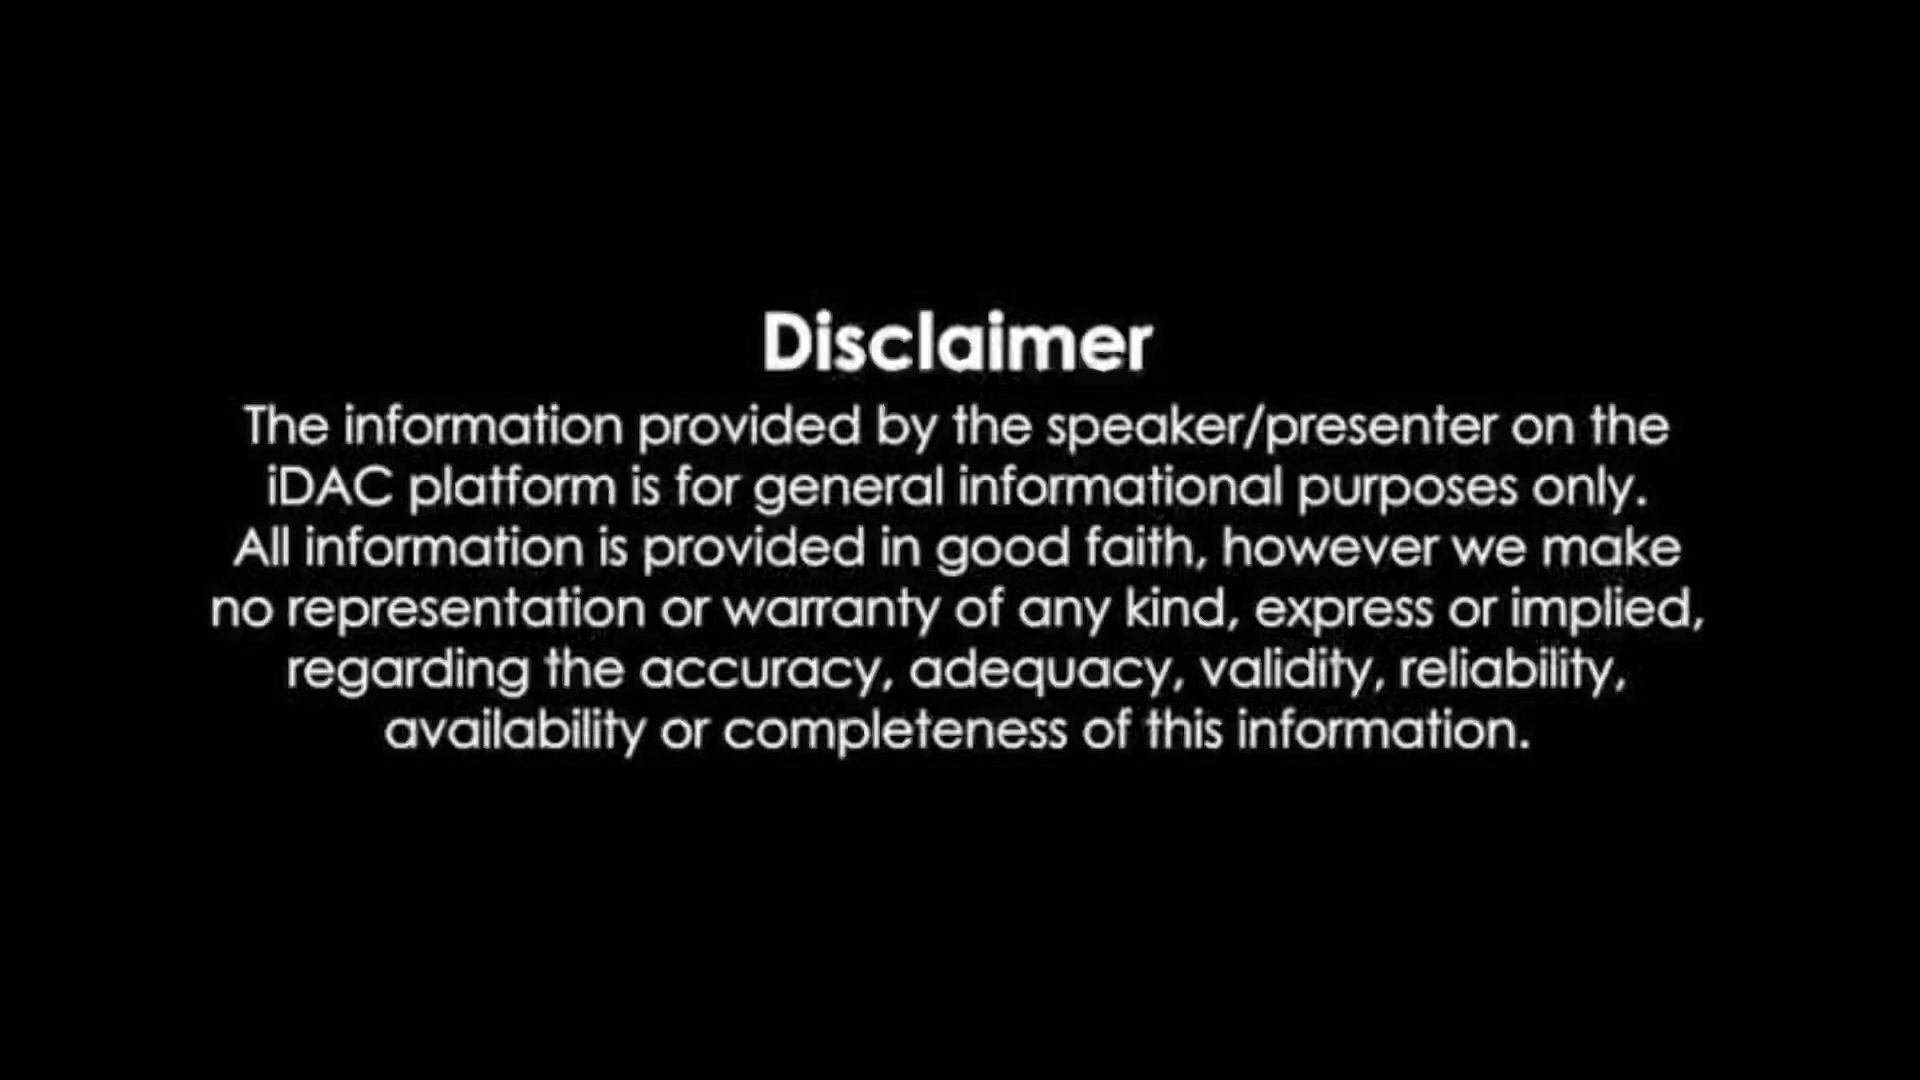 Disclaimer
The information provided by the speaker/presenter on the
iDAC platform is for general informational purposes only.
All information is provided in good faith, however we make
no representation or warranty of any kind, express or implied,
regarding the accuracy, adequacy, validity, reliability,
availability or completeness of this information.